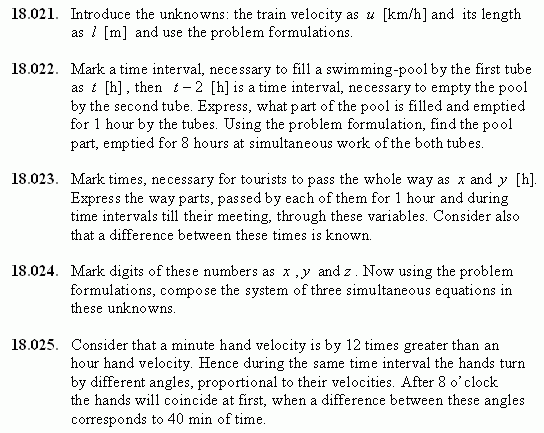 18.021. Introduce the unknowns: the train velocity as u [km/h] and its length
as l [m] and use the problem formulations.
18.022. Mark a time interval, necessary to fill a swimming-pool by the first tube
as t [h], then t – 2 [h] is a time interval, necessary to empty the pool
by the second tube. Express, what part of the pool is filled and emptied
for 1 hour by the tubes. Using the problem formulation, find the pool
part, emptied for 8 hours at simultaneous work of the both tubes.
18.023. Mark times, necessary for tourists to pass the whole way as x and y [h].
Express the way parts, passed by each of them for 1 hour and during
time intervals till their meeting, through these variables. Consider also
that a difference between these times is known.
18.024. Mark digits of these numbers as x , y and z . Now using the problem
formulations, compose the system of three simultaneous equations in
these unknowns.
18.025. Consider that a minute hand velocity is by 12 times greater than an
hour hand velocity. Hence during the same time interval the hands turn
by different angles, proportional to their velocities. After 8 o' clock
the hands will coincide at first, when a difference between these angles
corresponds to 40 min of time.